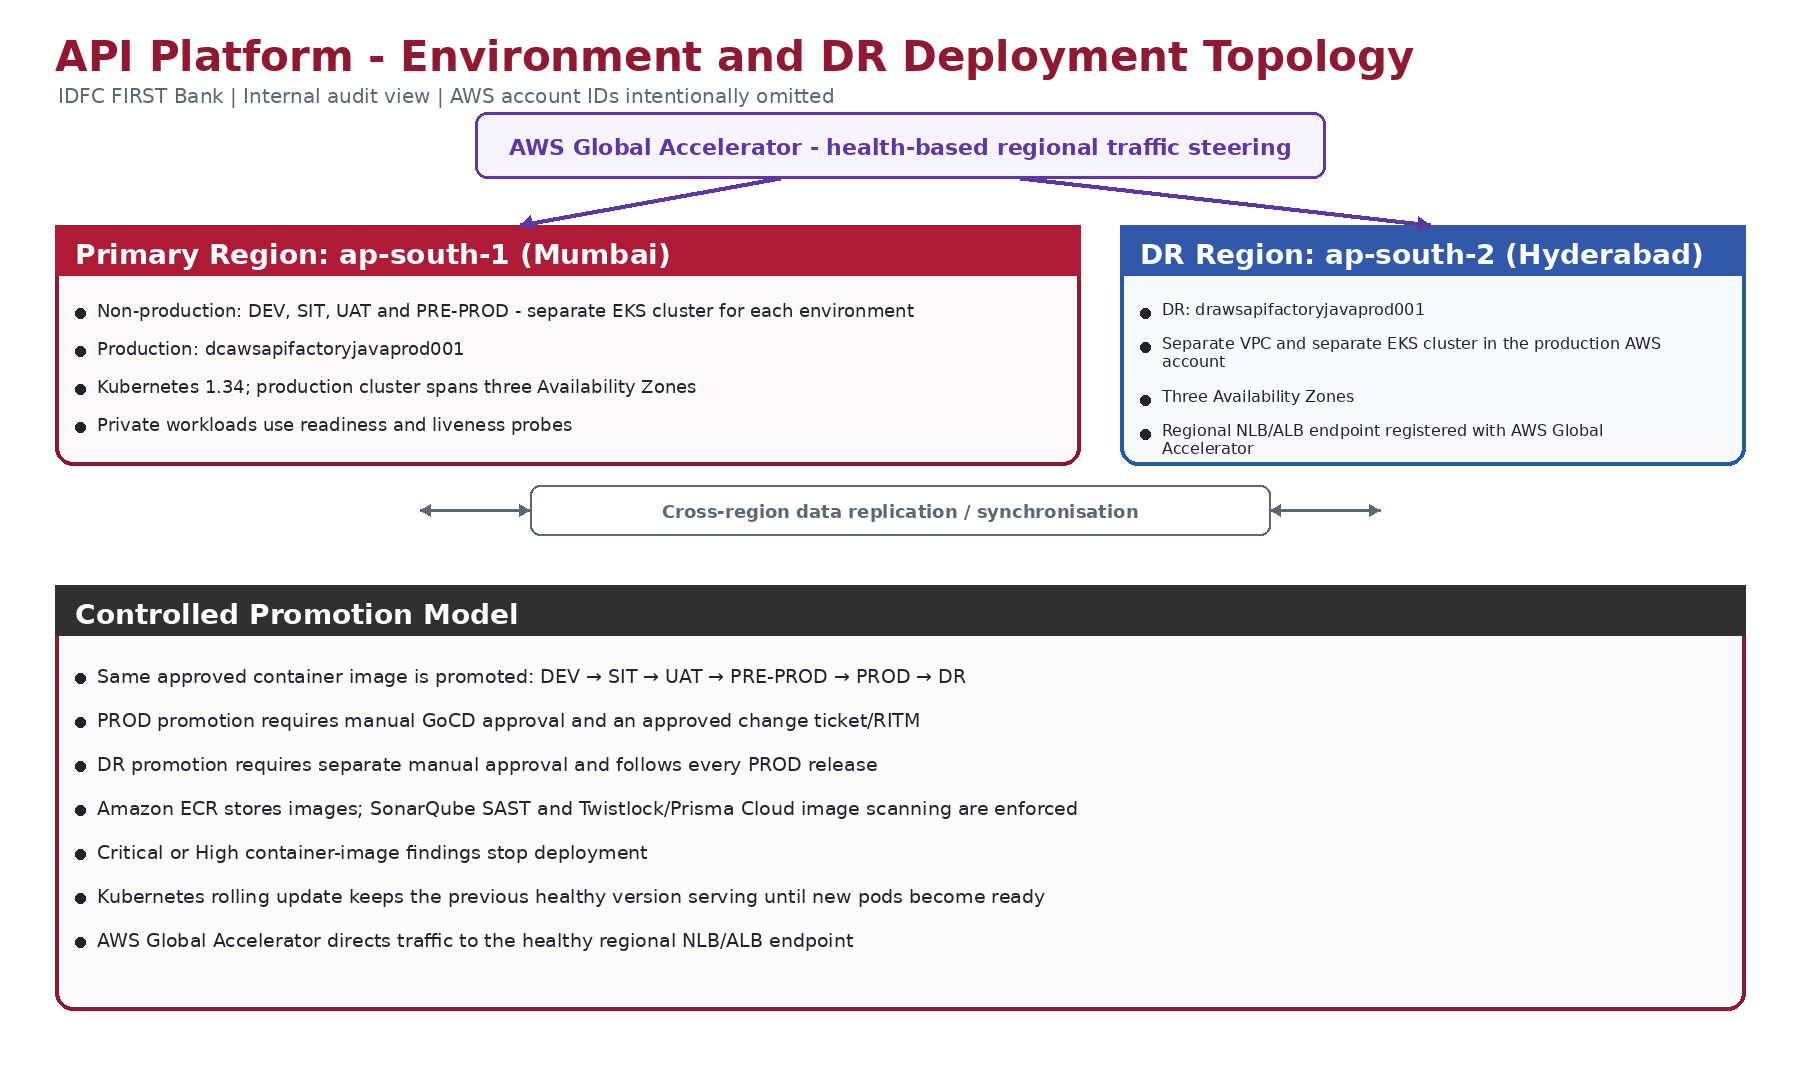 API Platform - Environment and DR Deployment Topology
IDFC FIRST Bank | Internal audit view | AWS account IDs intentionally omitted
AWS Global Accelerator - health-based regional traffic steering
Primary Region: ap-south-1 (Mumbai)
● Non-production: DEV, SIT, UAT and PRE-PROD - separate EKS cluster for each environment
● Production: dcawsapifactoryjavaprod001
● Kubernetes 1.34; production cluster spans three Availability Zones
● Private workloads use readiness and liveness probes
DR Region: ap-south-2 (Hyderabad)
● DR: drawsapifactoryjavaprod001
● Separate VPC and separate EKS cluster in the production AWS
account
● Three Availability Zones
● Regional NLB/ALB endpoint registered with AWS Global
Accelerator
Cross-region data replication / synchronisation
Controlled Promotion Model
● Same approved container image is promoted: DEV → SIT → UAT → PRE-PROD → PROD → DR
● PROD promotion requires manual GoCD approval and an approved change ticket/RITM
● DR promotion requires separate manual approval and follows every PROD release
● Amazon ECR stores images; SonarQube SAST and Twistlock/Prisma Cloud image scanning are enforced
● Critical or High container-image findings stop deployment
● Kubernetes rolling update keeps the previous healthy version serving until new pods become ready
● AWS Global Accelerator directs traffic to the healthy regional NLB/ALB endpoint